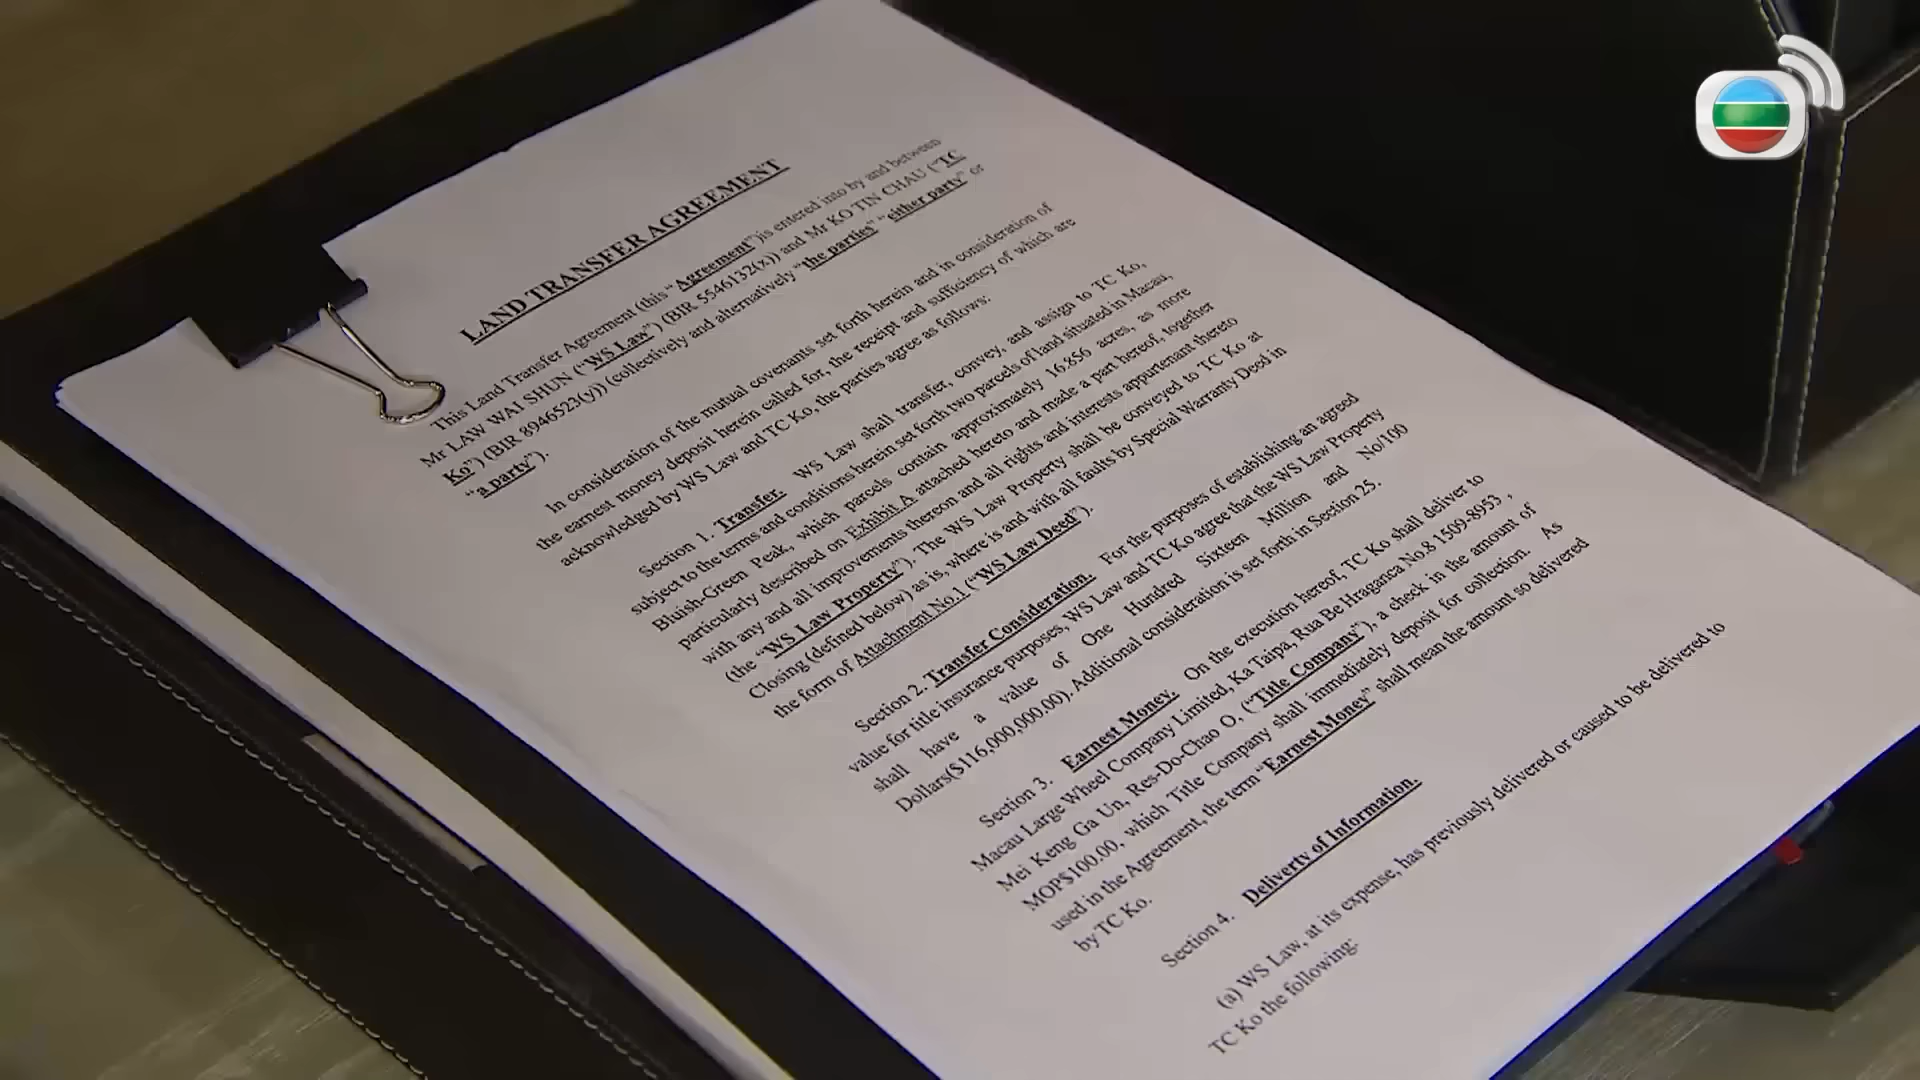 LAND TRANSFER AGREEMENT
This Land Transfer Agreement (this “Agreement”)is entered into by and between
Mr LAW WAI SHUN (“WS Law”) (BIR 5546132(x)) and Mr KO TIN CHAU (“TC
Ko”) (BIR 8946523(y)) (collectively and alternatively “the parties” “either party” or
“a party”).
In consideration of the mutual covenants set forth herein and in consideration of
the earnest money deposit herein called for, the receipt and sufficiency of which are
acknowledged by WS Law and TC Ko, the parties agree as follows:
Section 1. Transfer. WS Law shall transfer, convey, and assign to TC Ko,
subject to the terms and conditions herein set forth two parcels of land situated in Macau,
Bluish-Green Peak, which parcels contain approximately 16.856 acres, as more
particularly described on Exhibit A attached hereto and made a part hereof, together
with any and all improvements thereon and all rights and interests appurtenant thereto
(the “WS Law Property”). The WS Law Property shall be conveyed to TC Ko at
Closing (defined below) as is, where is and with all faults by Special Warranty Deed in
the form of Attachment No.1 (“WS Law Deed”).
Section 2. Transfer Consideration. For the purposes of establishing an agreed
value for title insurance purposes, WS Law and TC Ko agree that the WS Law Property
shall have a value of One Hundred Sixteen Million and No/100
Dollars($116,000,000.00). Additional consideration is set forth in Section 25.
Section 3. Earnest Money. On the execution hereof, TC Ko shall deliver to
Macau Large Wheel Company Limited, Ka Taipa, Rua Be Hraganca No.8 1509-8953 ,
Mei Keng Ga Un, Res-Do-Chao O, (“Title Company”), a check in the amount of
MOP$100.00, which Title Company shall immediately deposit for collection. As
used in the Agreement, the term “Earnest Money” shall mean the amount so delivered
by TC Ko.
Section 4. Deliverty of Information.
(a) WS Law, at its expense, has previously delivered or caused to be delivered to
TC Ko the following: